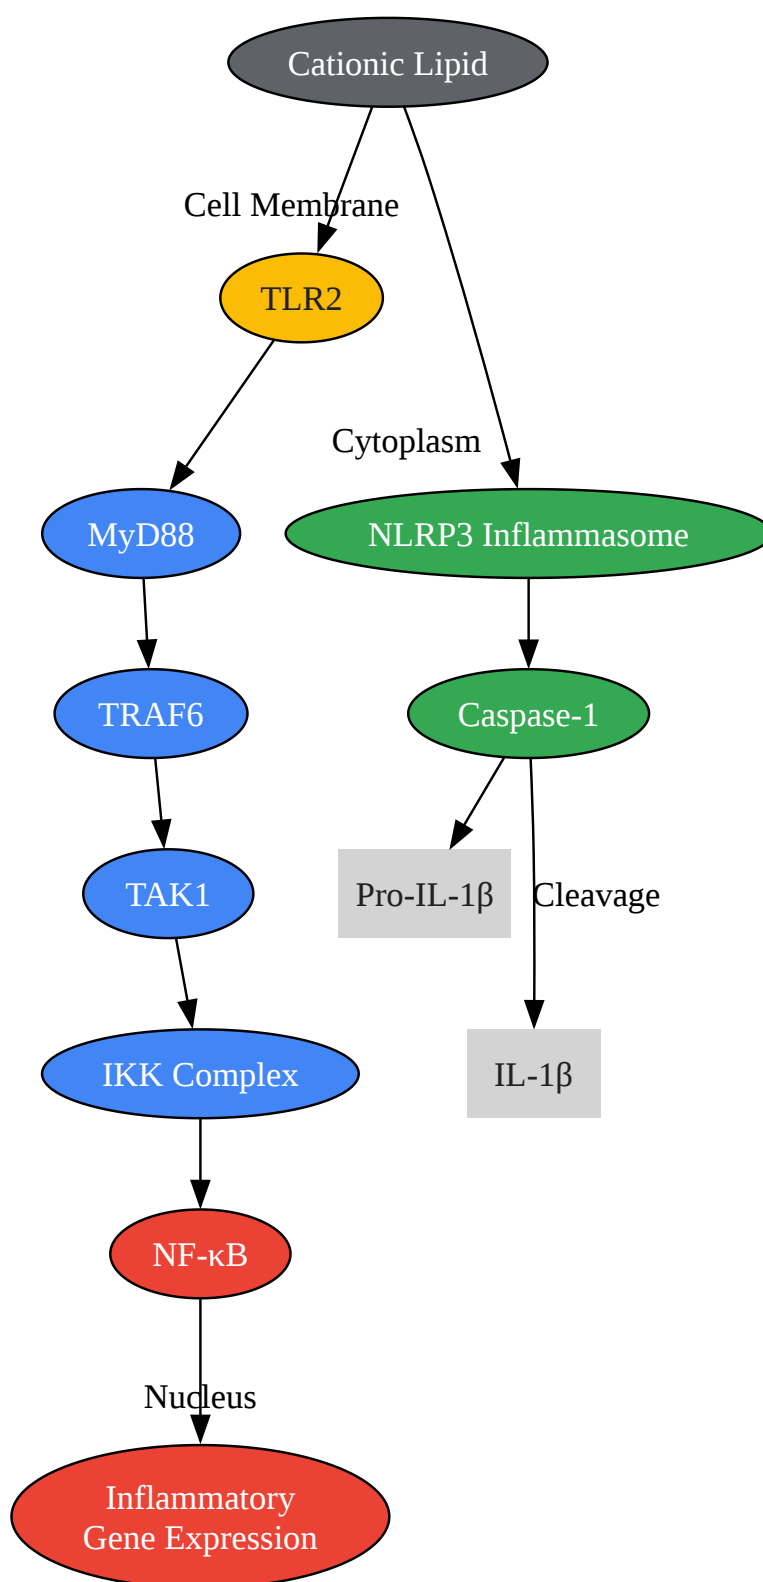 Cationic Lipid
Cell Membrane
TLR2
Cytoplasm
MyD88
NLRP3 Inflammasome
TRAF6
Caspase-1
TAK1
Pro-IL-1β
Cleavage
IKK Complex
IL-1β
NF-κB
Nucleus
Inflammatory
Gene Expression